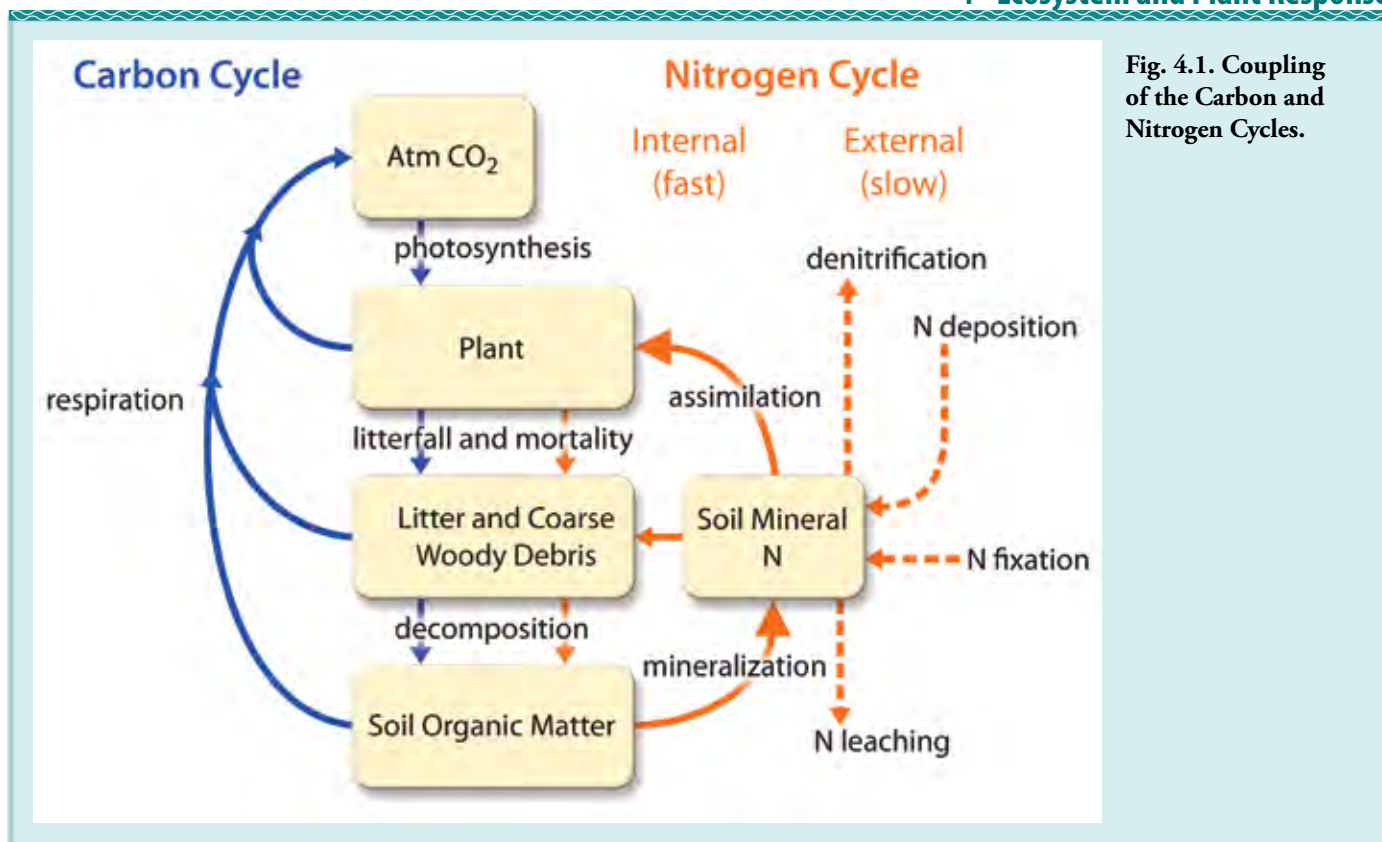 4 Ecosystem and Plant Response
Carbon Cycle
Nitrogen Cycle
Internal
(fast)
External
(slow)
Atm CO₂
photosynthesis
denitrification
N deposition
Plant
respiration
assimilation
litterfall and mortality
Litter and Coarse
Woody Debris
Soil Mineral
N
N fixation
decomposition
mineralization
Soil Organic Matter
N leaching
Fig. 4.1. Coupling
of the Carbon and
Nitrogen Cycles.